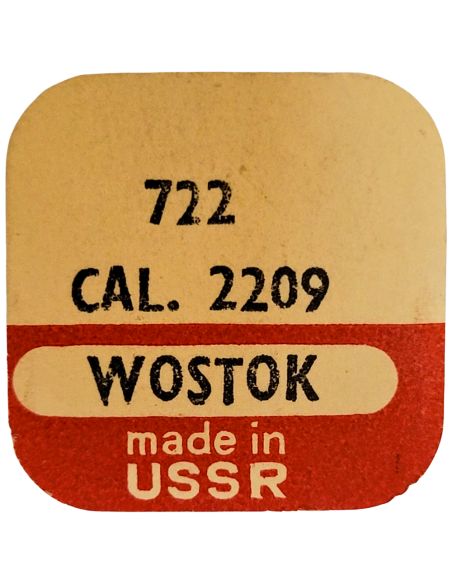 722
CAL. 2209
WOSTOK
made in
USSR